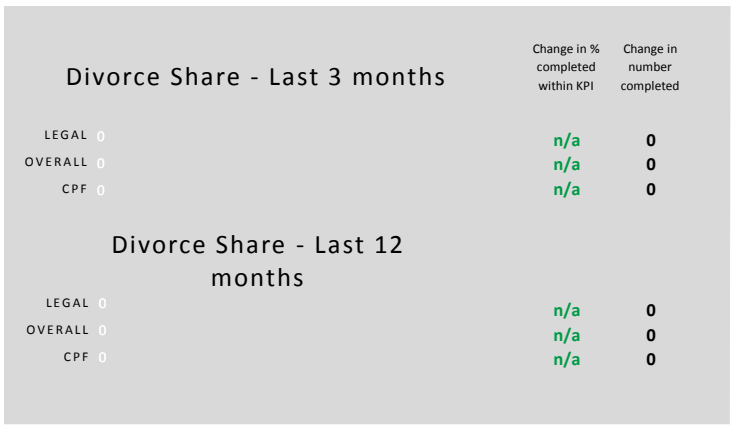 Change in % Change in
completed number
within KPI completed
Divorce Share - Last 3 months
LEGAL 0 n/a 0
OVERALL 0 n/a 0
CPF 0 n/a 0
Divorce Share - Last 12
months
LEGAL 0 n/a 0
OVERALL 0 n/a 0
CPF 0 n/a 0